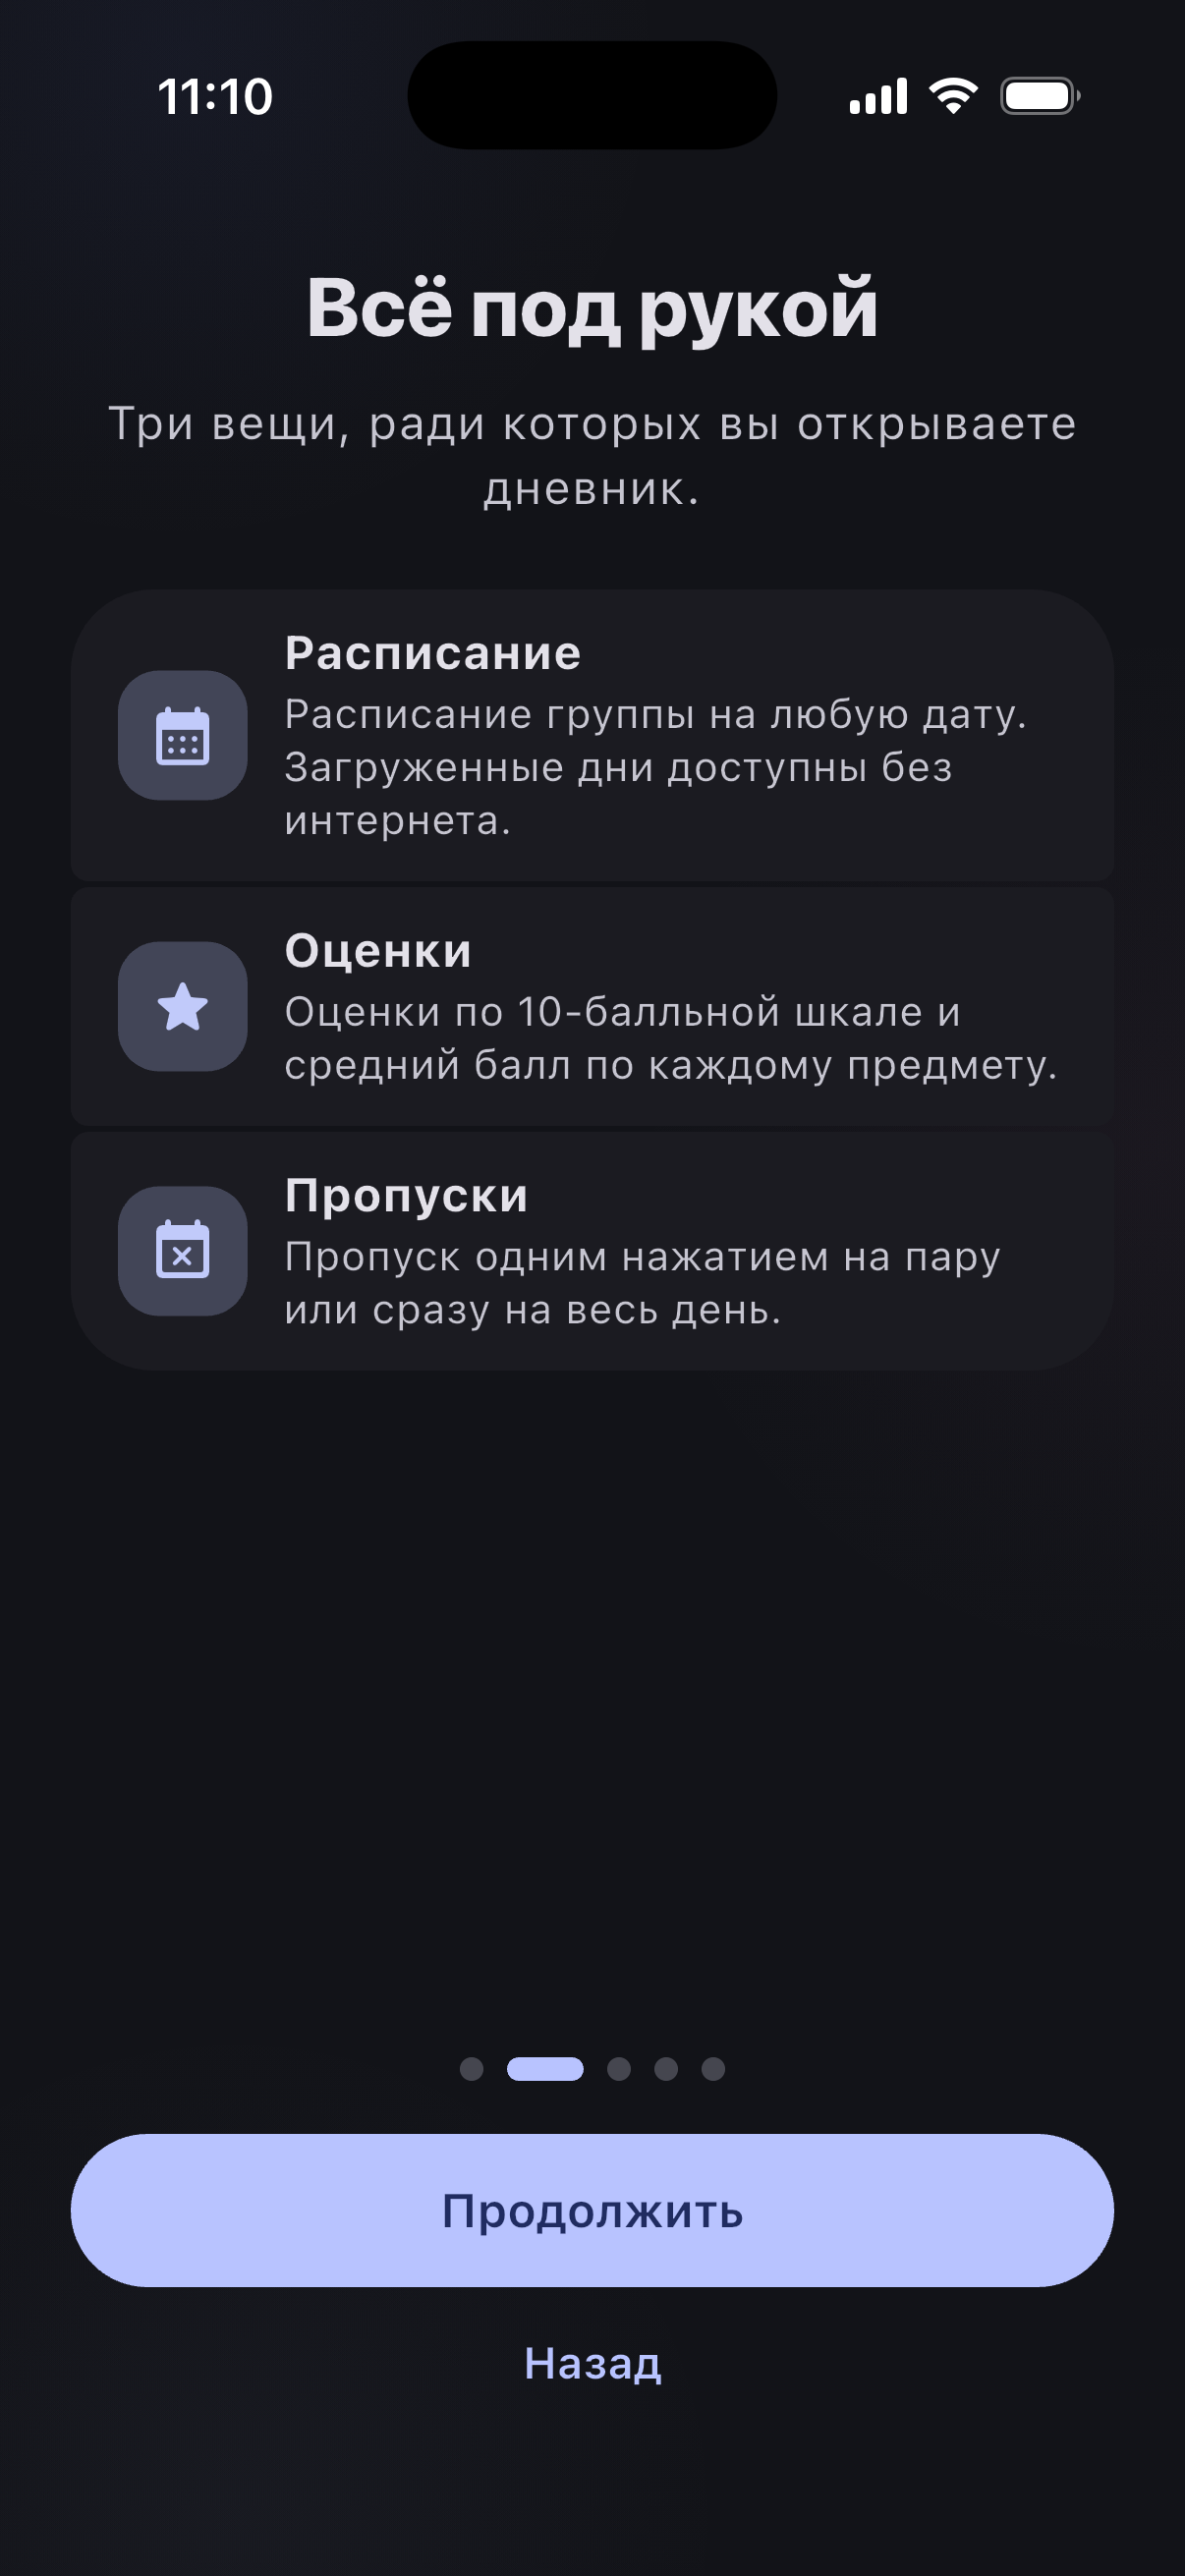 11:10
Всё под рукой
Три вещи, ради которых вы открываете
дневник.
Расписание
Расписание группы на любую дату.
Загруженные дни доступны без
интернета.
Оценки
Оценки по 10-балльной шкале и
средний балл по каждому предмету.
Пропуски
Пропуск одним нажатием на пару
или сразу на весь день.
Продолжить
Назад